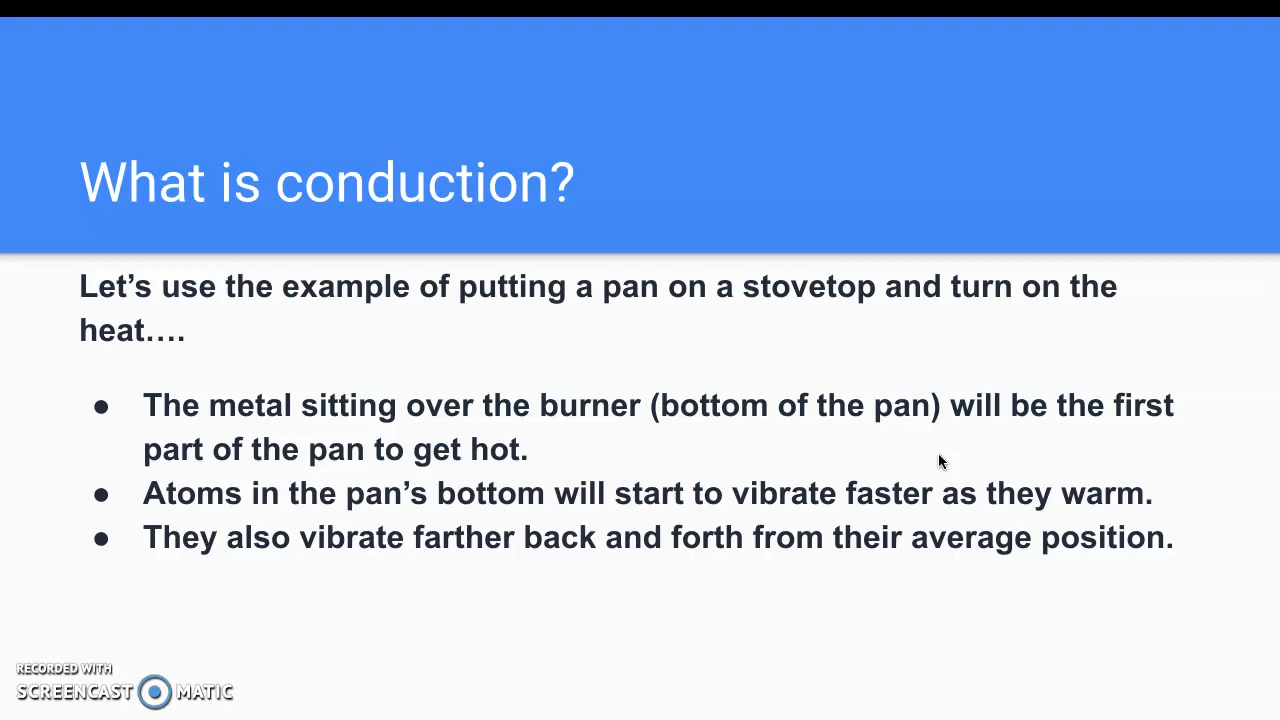 What is conduction?
Let’s use the example of putting a pan on a stovetop and turn on the
heat….
● The metal sitting over the burner (bottom of the pan) will be the first
part of the pan to get hot.
● Atoms in the pan’s bottom will start to vibrate faster as they warm.
● They also vibrate farther back and forth from their average position.
RECORDED WITH
SCREENCAST MATIC